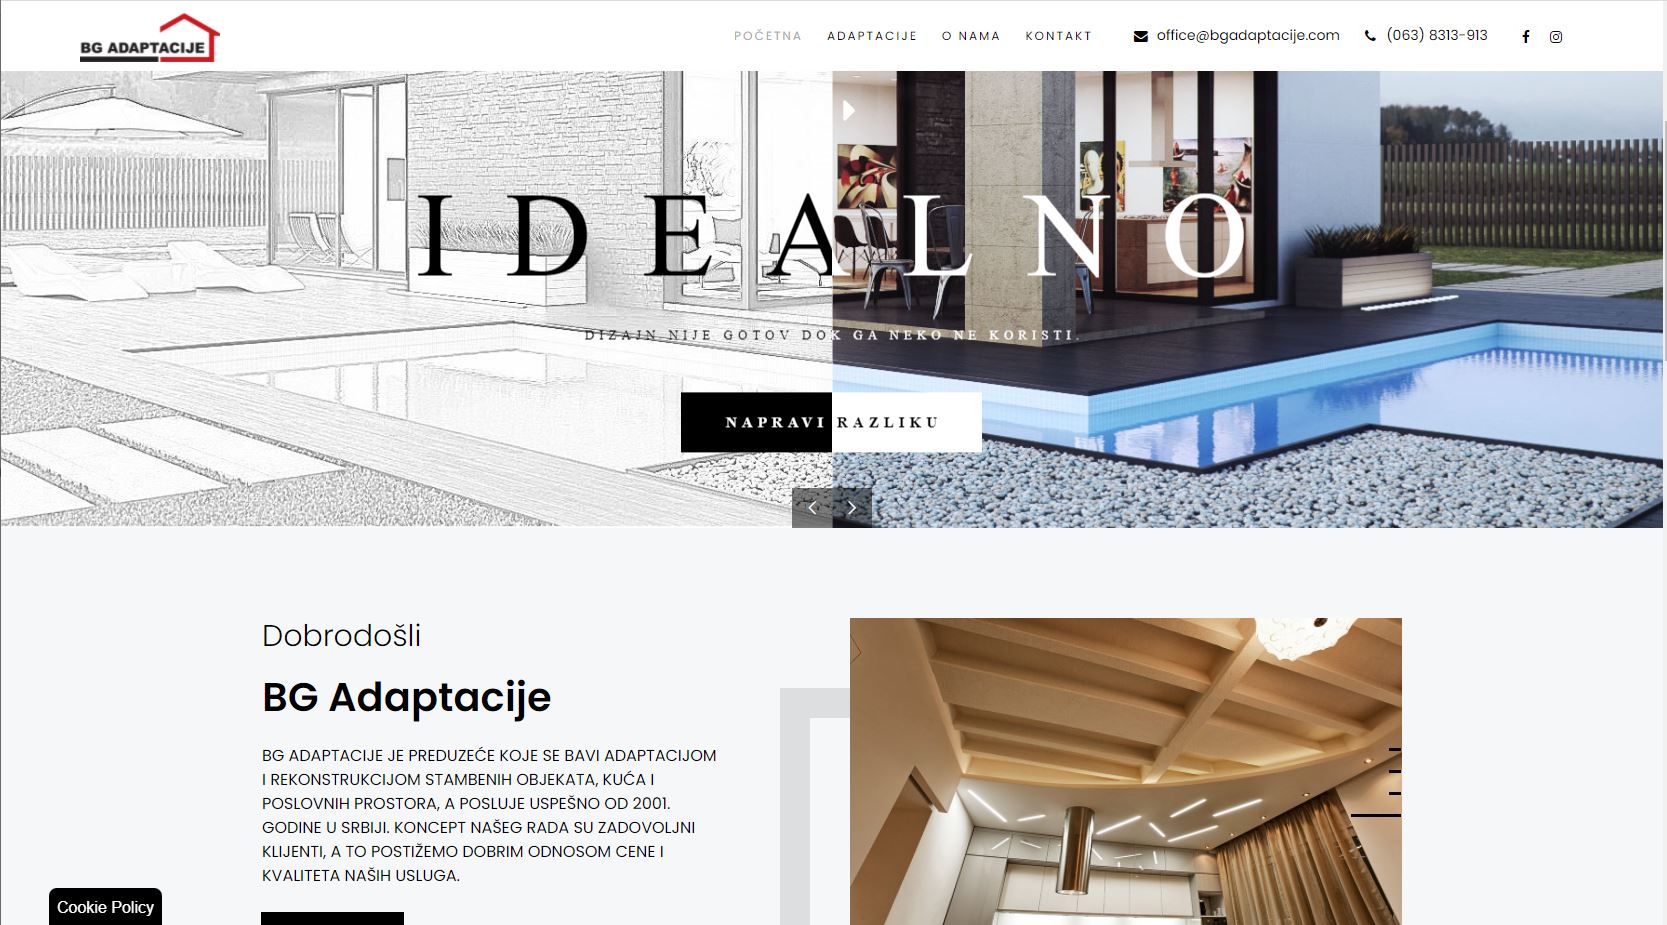 BG ADAPTACIJE
POČETNA
ADAPTACIJE
O NAMA
KONTAKT
office@bgadaptacije.com
(063) 8313-913
IDEALNO
DIZAJN NIJE GOTOV DOK GA NEKO NE KORISTI.
NAPRAVI RAZLIKU
Dobrodošli
BG Adaptacije
BG ADAPTACIJE JE PREDUZEĆE KOJE SE BAVI ADAPTACIJOM
I REKONSTRUKCIJOM STAMBENIH OBJEKATA, KUĆA I
POSLOVNIH PROSTORA, A POSLUJE USPEŠNO OD 2001.
GODINE U SRBIJI. KONCEPT NAŠEG RADA SU ZADOVOLJNI
KLIJENTI, A TO POSTIŽEMO DOBRIM ODNOSOM CENE I
KVALITETA NAŠIH USLUGA.
Cookie Policy